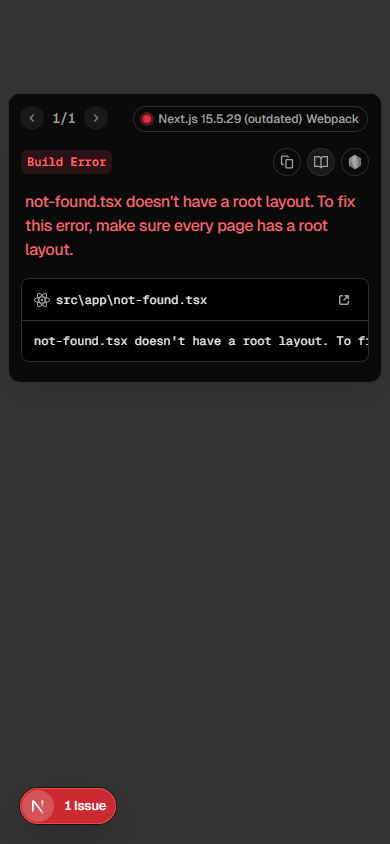 1/1
Next.js 15.5.29 (outdated) Webpack
Build Error
not-found.tsx doesn't have a root layout. To fix
this error, make sure every page has a root
layout.
src\app\not-found.tsx
not-found.tsx doesn't have a root layout. To fi
N
1 Issue